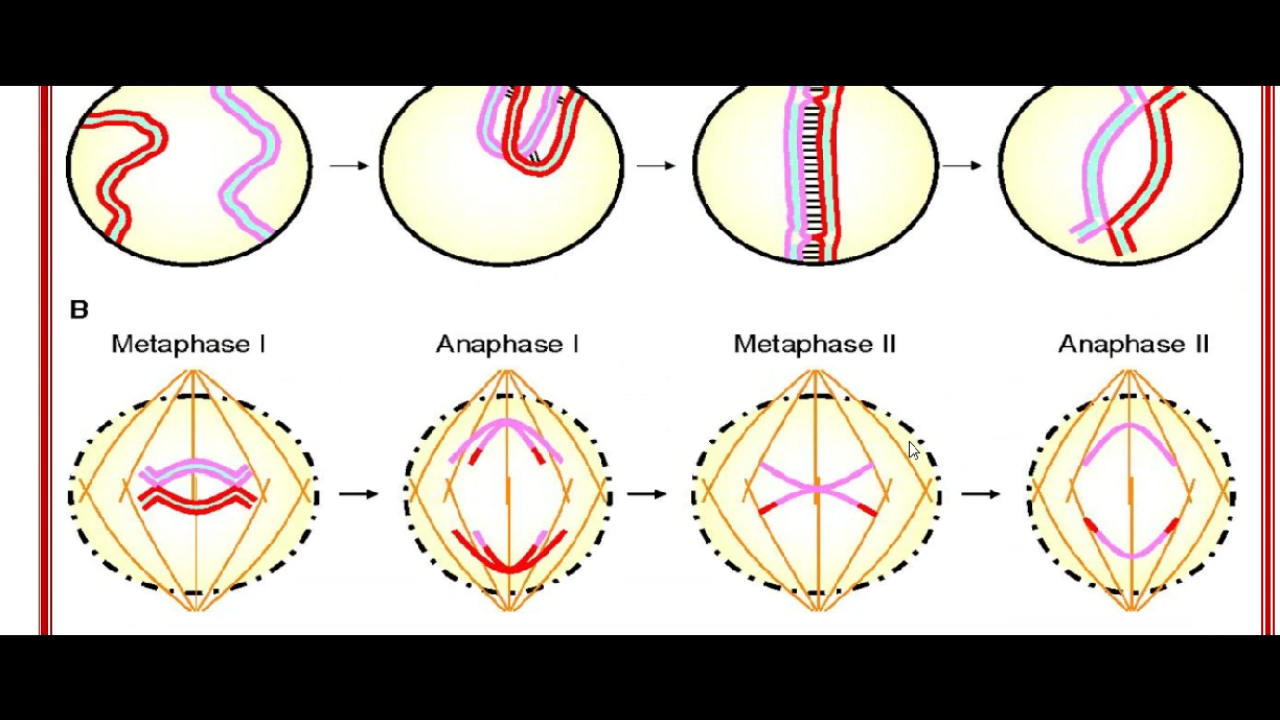 B
Metaphase I
Anaphase I
Metaphase II
Anaphase II